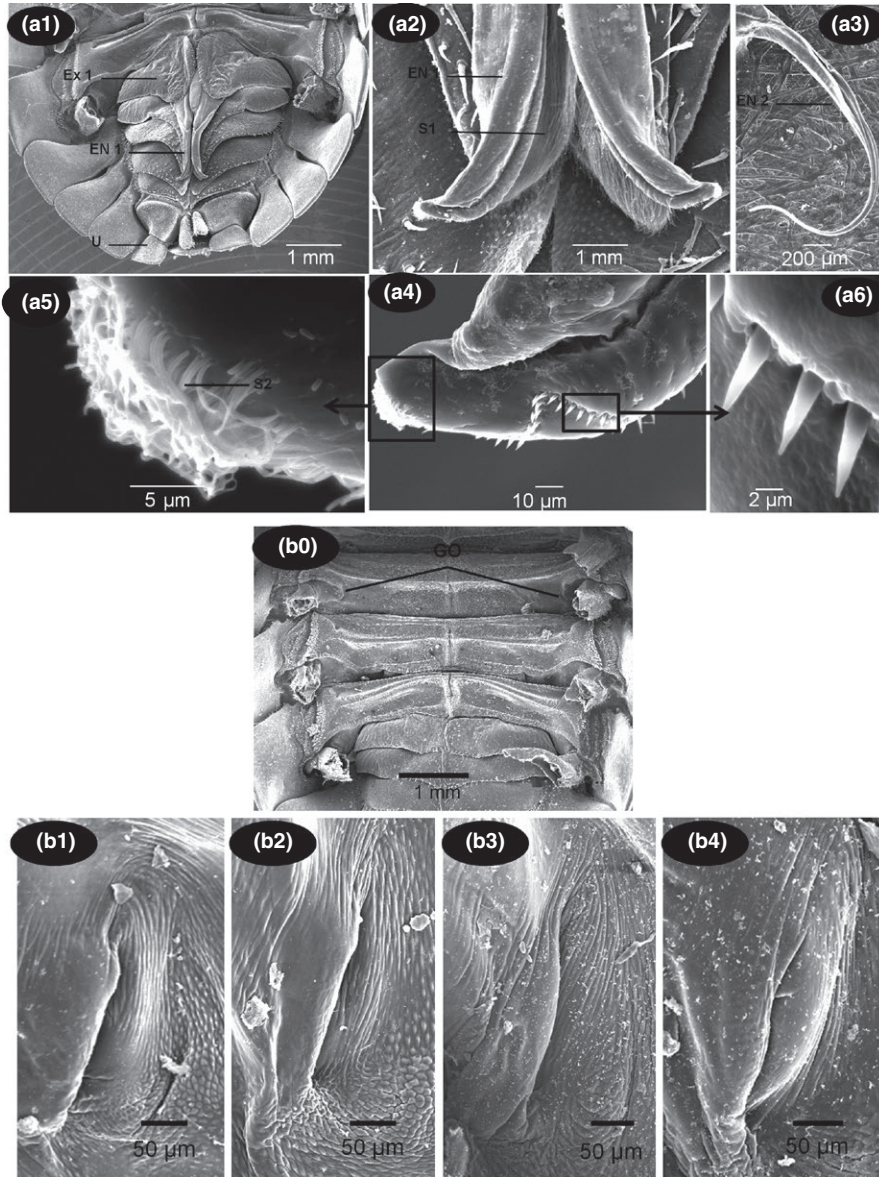 (a1)
Ex 1
EN 1
U
1 mm
(a2)
EN 1
S1
1 mm
(a3)
EN 2
200 µm
(a5)
S2
5 µm
(a4)
10 µm
(a6)
2 µm
(b0)
GO
1 mm
(b1)
50 µm
(b2)
50 µm
(b3)
50 µm
(b4)
50 µm